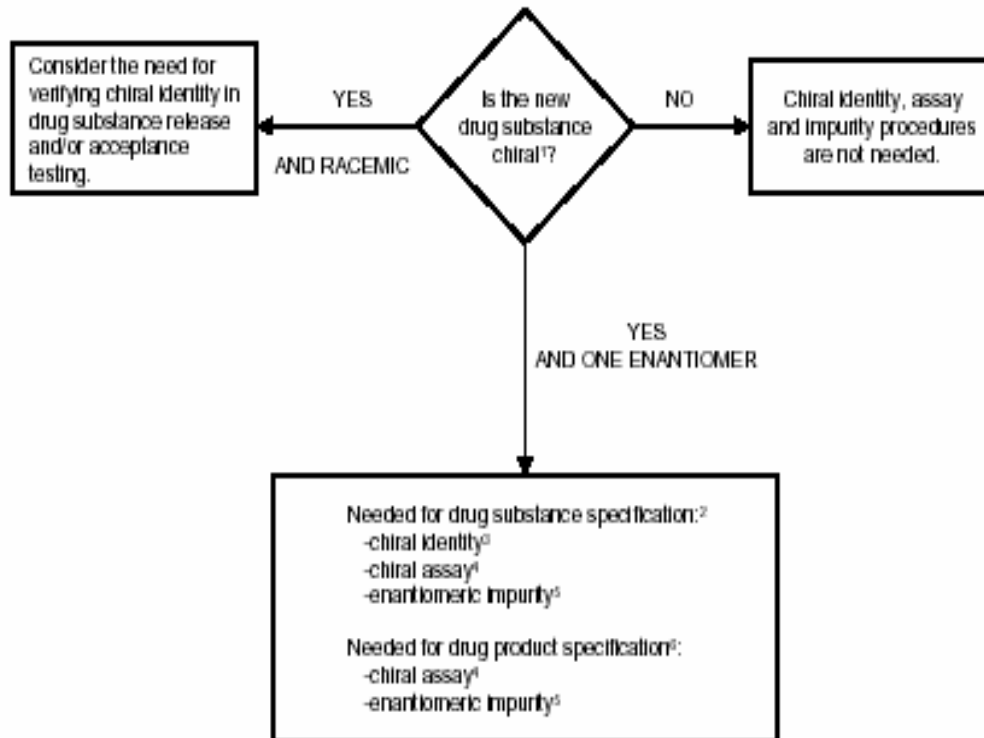 Consider the need for
verifying chiral identity in
drug substance release
and/or acceptance
testing.
YES
AND RACEMIC
Is the new
drug substance
chiral¹?
NO
Chiral identity, assay
and impurity procedures
are not needed.
YES
AND ONE ENANTIOMER
Needed for drug substance specification:²
-chiral identity³
-chiral assay⁴
-enantiomeric impurity⁵
Needed for drug product specification⁶:
-chiral assay⁴
-enantiomeric impurity⁵